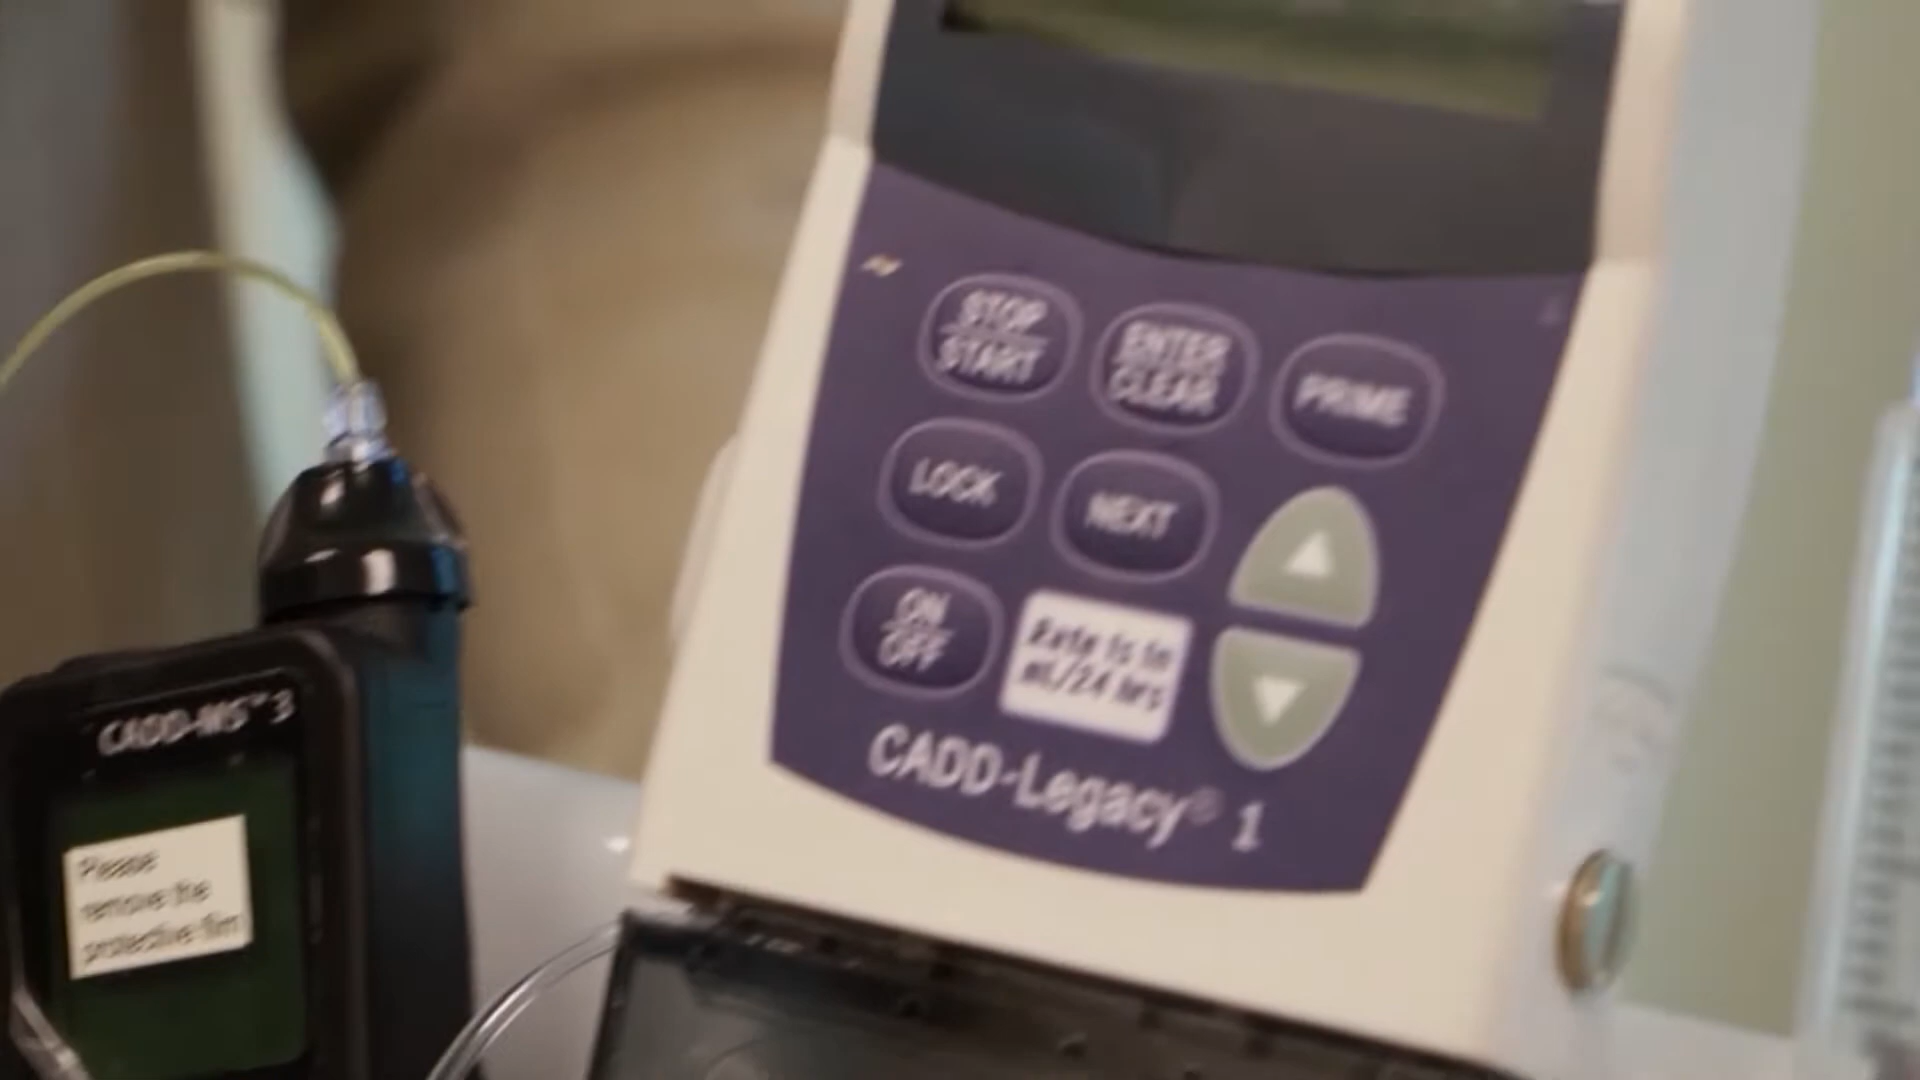 STOP
START
ENTER
CLEAR
PRIME
LOCK
NEXT
ON
OFF
Rate is in
mL/24 hrs
CADD-Legacy® 1
CADD-MS™ 3
Please
remove the
protective film